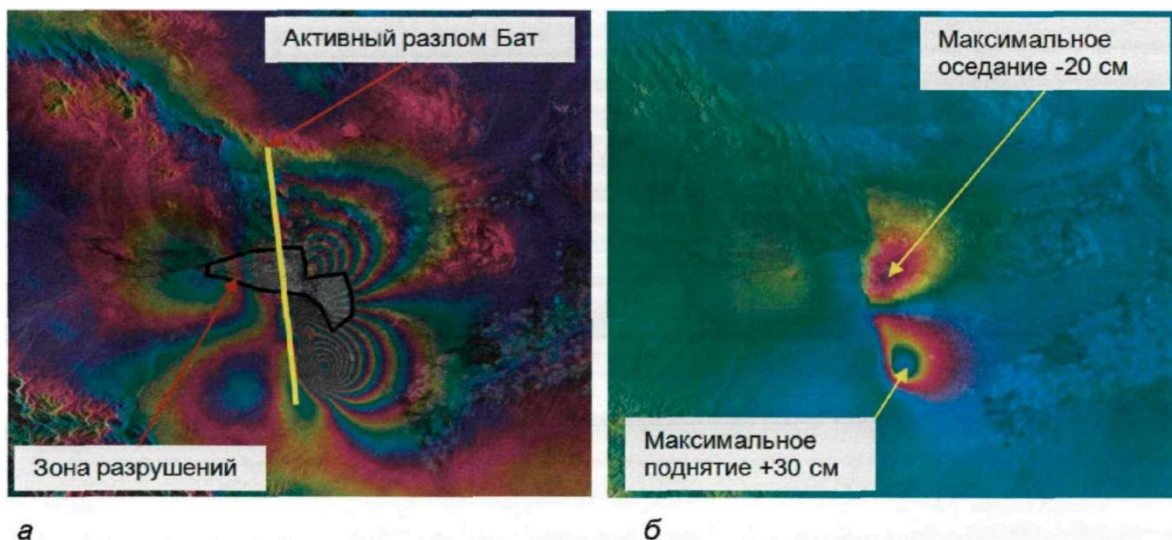 Активный разлом Бат
Зона разрушений
а
Максимальное
оседание -20 см
Максимальное
поднятие +30 см
б